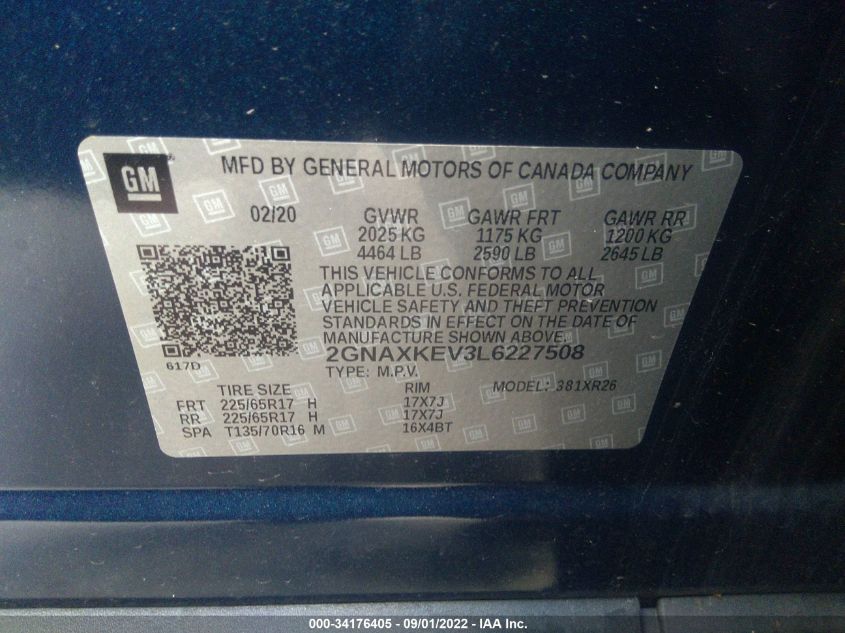 GM
MFD BY GENERAL MOTORS OF CANADA COMPANY
02/20 GVWR GAWR FRT GAWR RR
2025 KG 1175 KG 1200 KG
4464 LB 2590 LB 2645 LB
THIS VEHICLE CONFORMS TO ALL
APPLICABLE U.S. FEDERAL MOTOR
VEHICLE SAFETY AND THEFT PREVENTION
STANDARDS IN EFFECT ON THE DATE OF
MANUFACTURE SHOWN ABOVE.
2GNAXKEV3L6227508
617D
TYPE: M.P.V.
TIRE SIZE RIM MODEL: 381XR26
FRT 225/65R17 H 17X7J
RR 225/65R17 H 17X7J
SPA T135/70R16 M 16X4BT
000-34176405 - 09/01/2022 - IAA Inc.